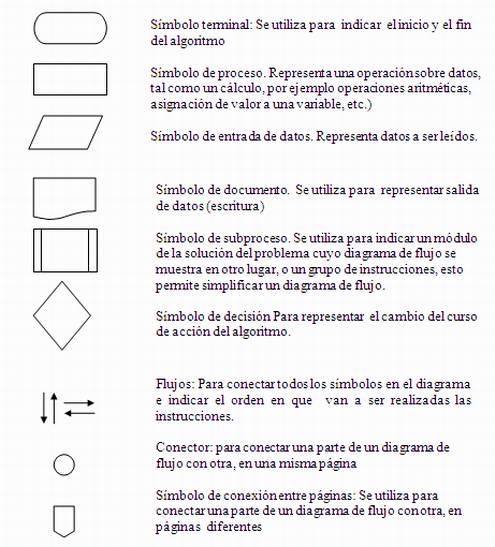 Símbolo terminal: Se utiliza para indicar el inicio y el fin
del algoritmo
Símbolo de proceso. Representa una operación sobre datos,
tal como un cálculo, por ejemplo operaciones aritméticas,
asignación de valor a una variable, etc.)
Símbolo de entrada de datos. Representa datos a ser leídos.
Símbolo de documento. Se utiliza para representar salida
de datos (escritura)
Símbolo de subproceso. Se utiliza para indicar un módulo
de la solución del problema cuyo diagrama de flujo se
muestra en otro lugar, o un grupo de instrucciones, esto
permite simplificar un diagrama de flujo.
Símbolo de decisión Para representar el cambio del curso
de acción del algoritmo.
Flujos: Para conectar todos los símbolos en el diagrama
e indicar el orden en que van a ser realizadas las
instrucciones.
Conector: para conectar una parte de un diagrama de
flujo con otra, en una misma página
Símbolo de conexión entre páginas: Se utiliza para
conectar una parte de un diagrama de flujo con otra, en
páginas diferentes